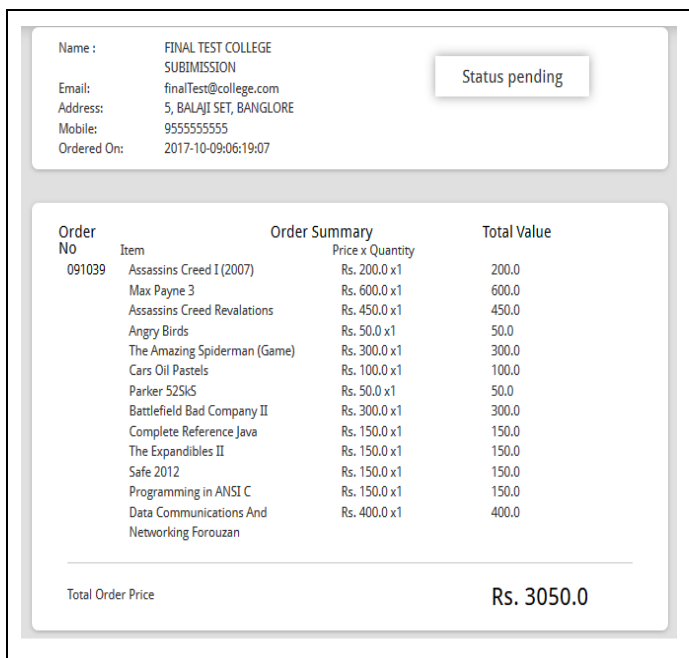 Name : FINAL TEST COLLEGE
SUBIMISSION
Status pending
Email: finalTest@college.com
Address: 5, BALAJI SET, BANGLORE
Mobile: 9555555555
Ordered On: 2017-10-09:06:19:07
Order No Order Summary Total Value
Item Price x Quantity
091039 Assassins Creed I (2007) Rs. 200.0 x1 200.0
Max Payne 3 Rs. 600.0 x1 600.0
Assassins Creed Revalations Rs. 450.0 x1 450.0
Angry Birds Rs. 50.0 x1 50.0
The Amazing Spiderman (Game) Rs. 300.0 x1 300.0
Cars Oil Pastels Rs. 100.0 x1 100.0
Parker 52SkS Rs. 50.0 x1 50.0
Battlefield Bad Company II Rs. 300.0 x1 300.0
Complete Reference Java Rs. 150.0 x1 150.0
The Expandibles II Rs. 150.0 x1 150.0
Safe 2012 Rs. 150.0 x1 150.0
Programming in ANSI C Rs. 150.0 x1 150.0
Data Communications And Rs. 400.0 x1 400.0
Networking Forouzan
Total Order Price Rs. 3050.0